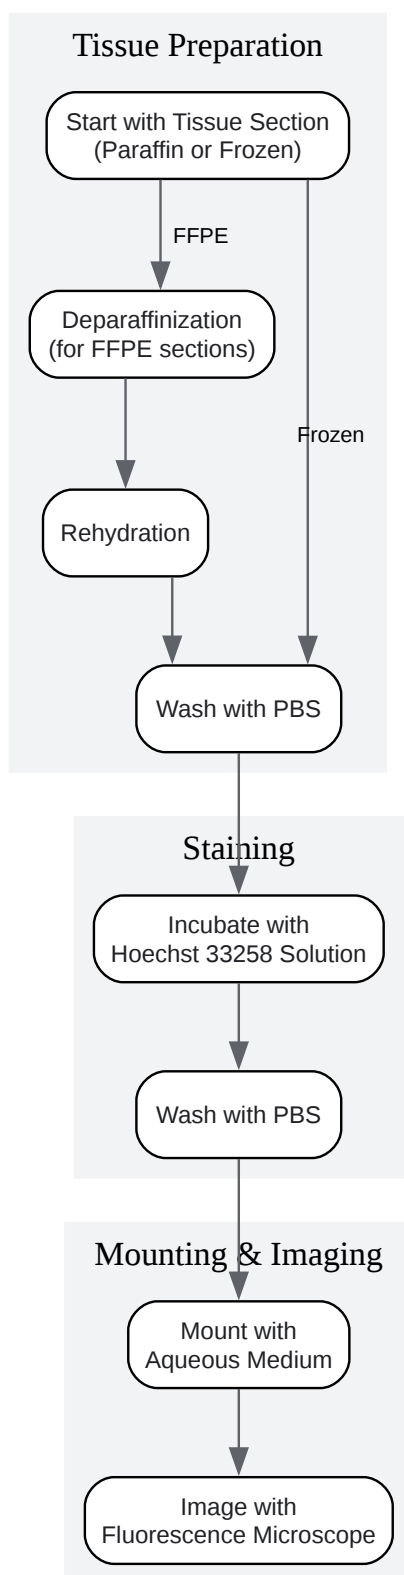 Tissue Preparation
Start with Tissue Section
(Paraffin or Frozen)
FFPE
Deparaffinization
(for FFPE sections)
Frozen
Rehydration
Wash with PBS
Staining
Incubate with
Hoechst 33258 Solution
Wash with PBS
Mounting & Imaging
Mount with
Aqueous Medium
Image with
Fluorescence Microscope